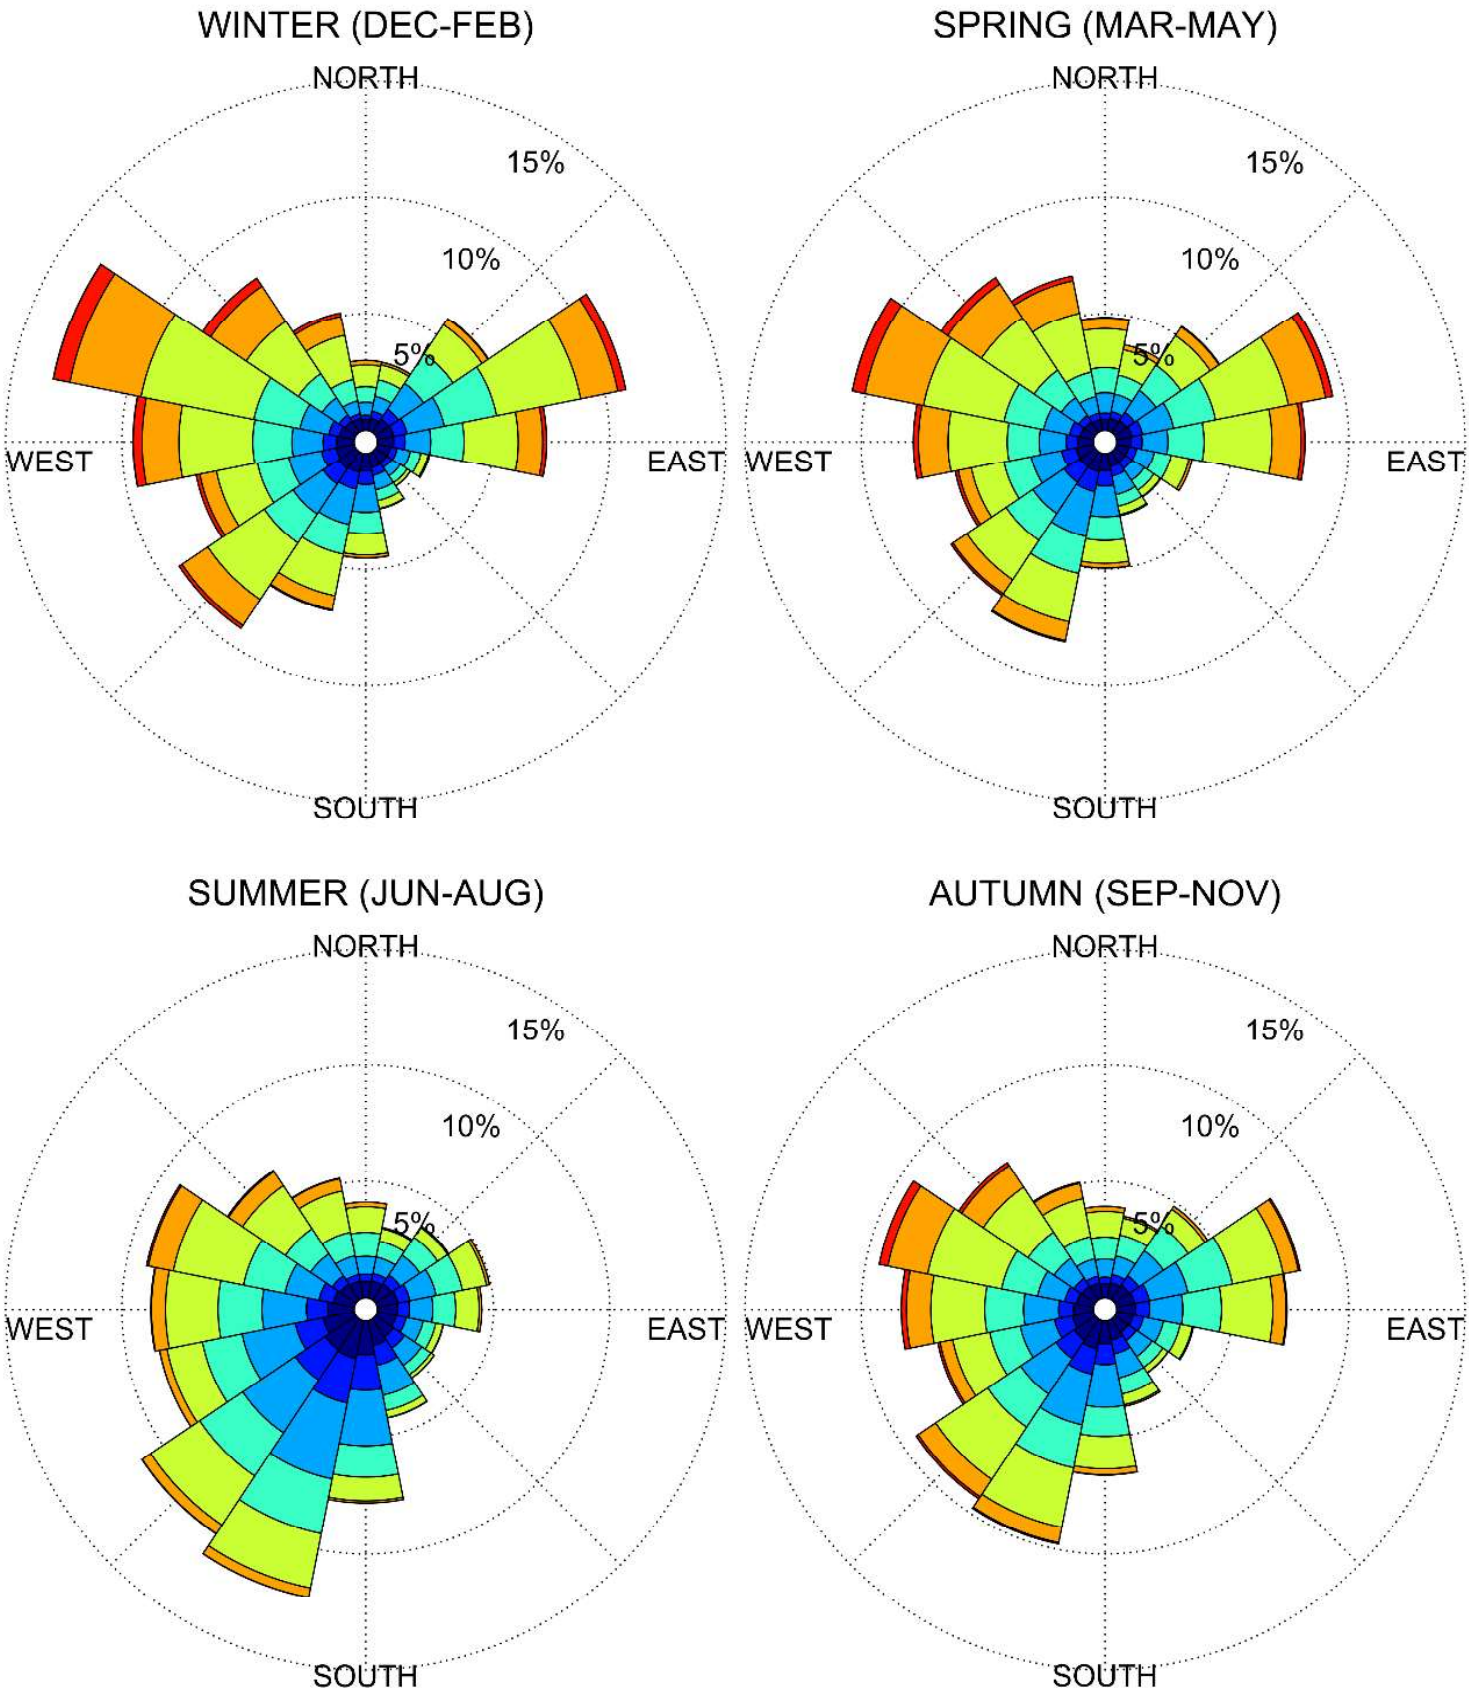 WINTER (DEC-FEB)
NORTH
15%
10%
5%
WEST
EAST
SOUTH
SPRING (MAR-MAY)
NORTH
15%
10%
5%
WEST
EAST
SOUTH
SUMMER (JUN-AUG)
NORTH
15%
10%
5%
WEST
EAST
SOUTH
AUTUMN (SEP-NOV)
NORTH
15%
10%
5%
WEST
EAST
SOUTH